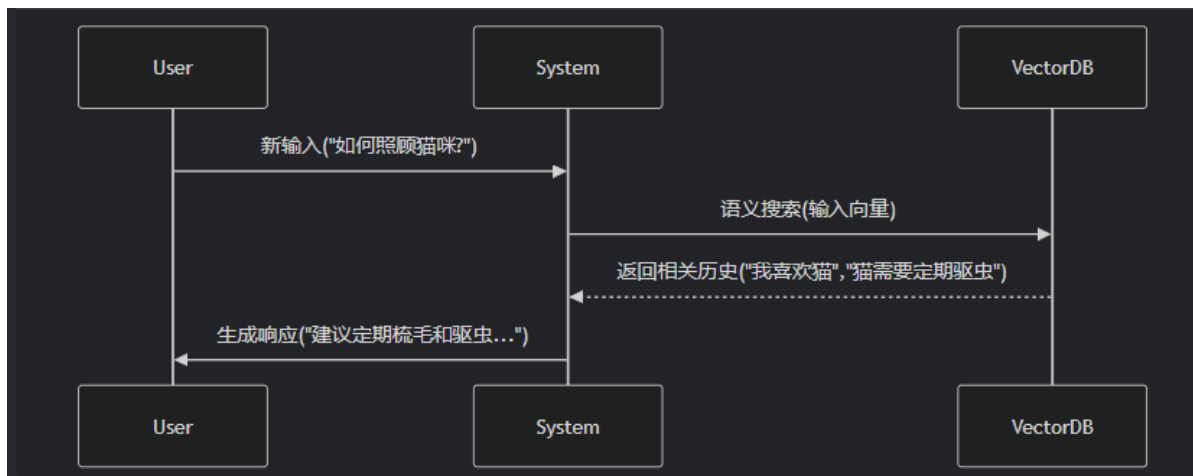 User
System
VectorDB
新输入("如何照顾猫咪?")
语义搜索(输入向量)
返回相关历史("我喜欢猫","猫需要定期驱虫")
生成响应("建议定期梳毛和驱虫...")
User
System
VectorDB